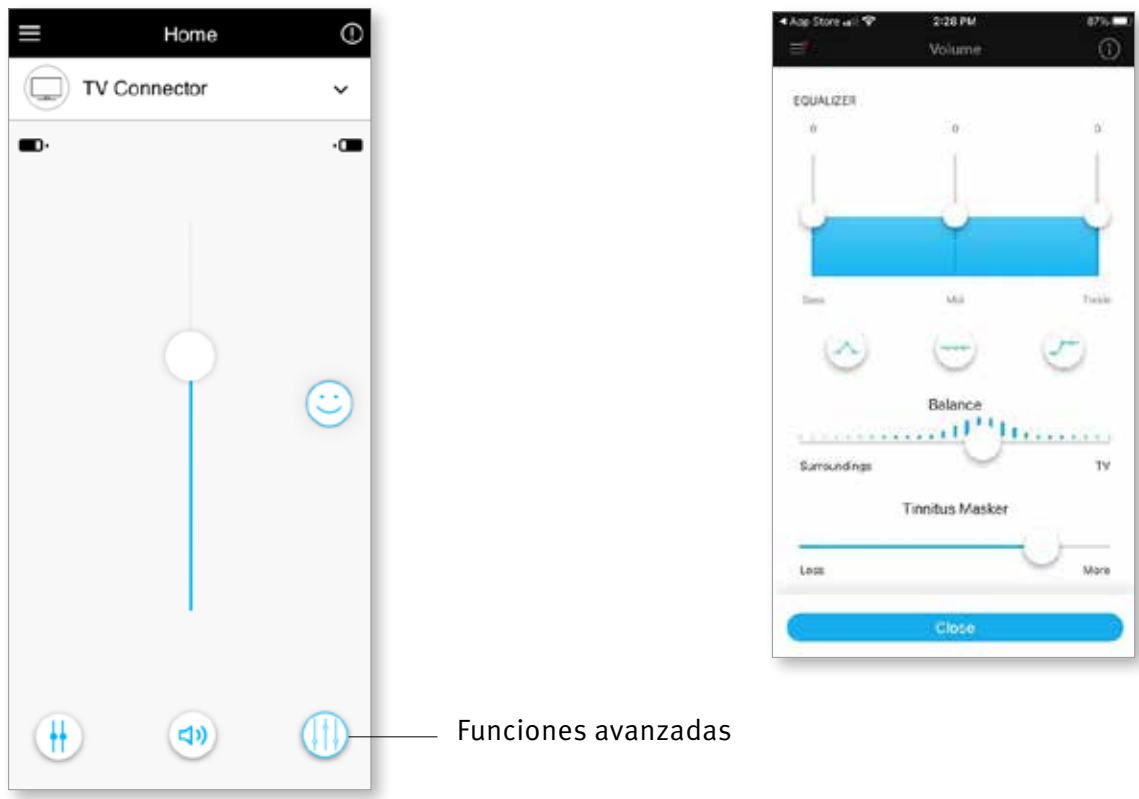 Home
TV Connector
Funciones avanzadas
App Store
2:28 PM
87%
Volume
EQUALIZER
0
0
0
Bass
Mid
Treble
Balance
Surroundings
TV
Tinnitus Masker
Less
More
Close